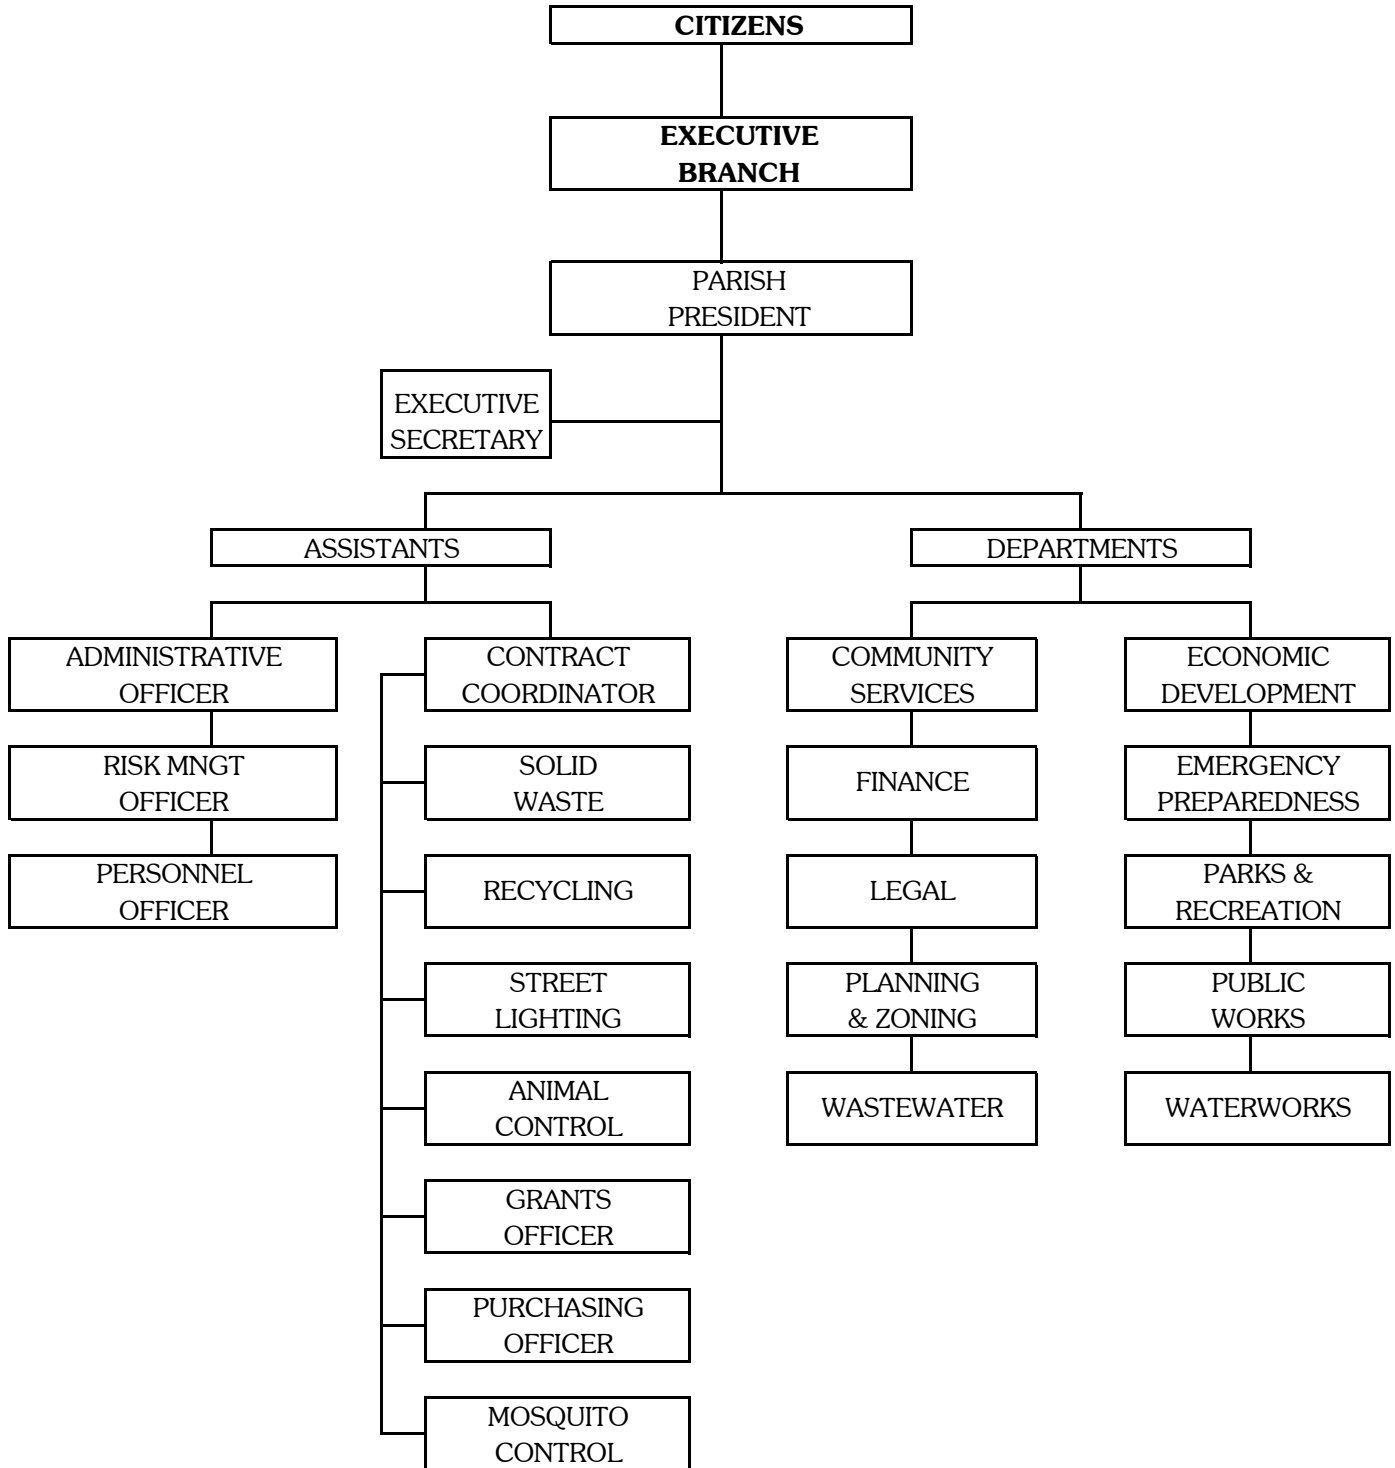 CITIZENS
EXECUTIVE
BRANCH
PARISH
PRESIDENT
EXECUTIVE
SECRETARY
ASSISTANTS
DEPARTMENTS
ADMINISTRATIVE
OFFICER
RISK MNGT
OFFICER
PERSONNEL
OFFICER
CONTRACT
COORDINATOR
SOLID
WASTE
RECYCLING
STREET
LIGHTING
ANIMAL
CONTROL
GRANTS
OFFICER
PURCHASING
OFFICER
MOSQUITO
CONTROL
COMMUNITY
SERVICES
FINANCE
LEGAL
PLANNING
& ZONING
WASTEWATER
ECONOMIC
DEVELOPMENT
EMERGENCY
PREPAREDNESS
PARKS &
RECREATION
PUBLIC
WORKS
WATERWORKS